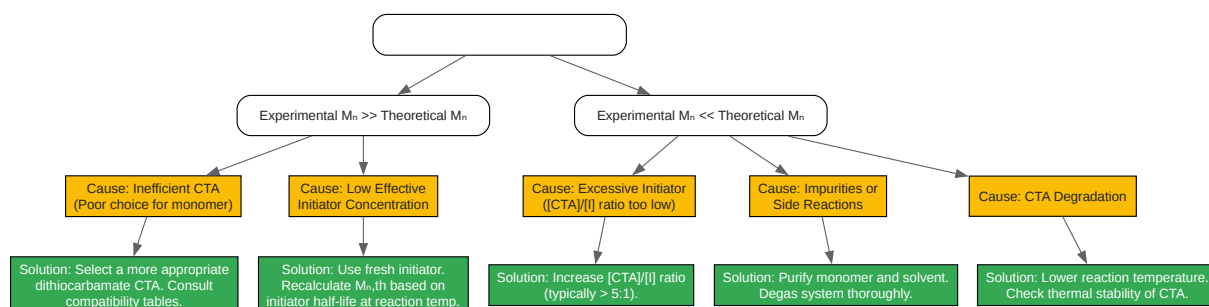 Experimental Mₙ >> Theoretical Mₙ
Experimental Mₙ << Theoretical Mₙ
Cause: Inefficient CTA
(Poor choice for monomer)
Cause: Low Effective
Initiator Concentration
Cause: Excessive Initiator
([CTA]/[I] ratio too low)
Cause: Impurities or
Side Reactions
Cause: CTA Degradation
Solution: Select a more appropriate
dithiocarbamate CTA. Consult
compatibility tables.
Solution: Use fresh initiator.
Recalculate Mₙ,th based on
initiator half-life at reaction temp.
Solution: Increase [CTA]/[I] ratio
(typically > 5:1).
Solution: Purify monomer and solvent.
Degas system thoroughly.
Solution: Lower reaction temperature.
Check thermal stability of CTA.